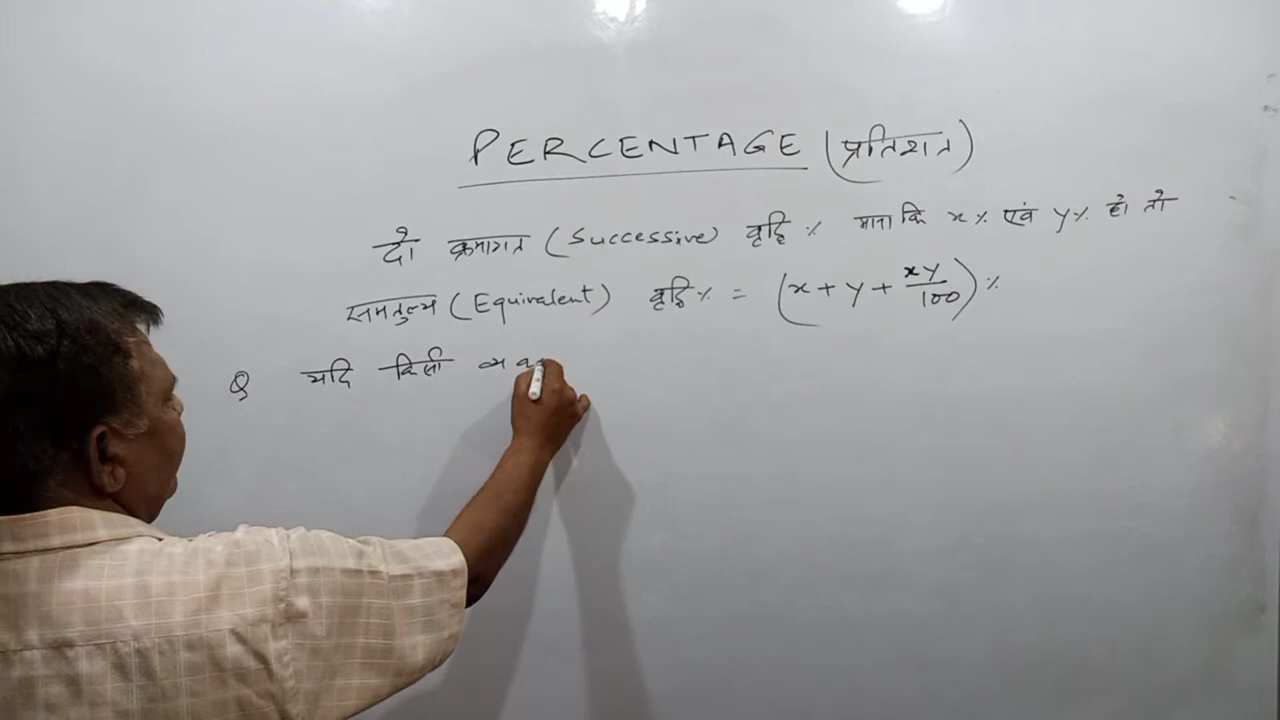 PERCENTAGE (प्रतिशत)
दो क्रमागत (Successive) वृद्धि % माना कि x% एवं y% हो तो
समतुल्य (Equivalent) वृद्धि % = (x + y + xy/100) %
Q यदि किसी